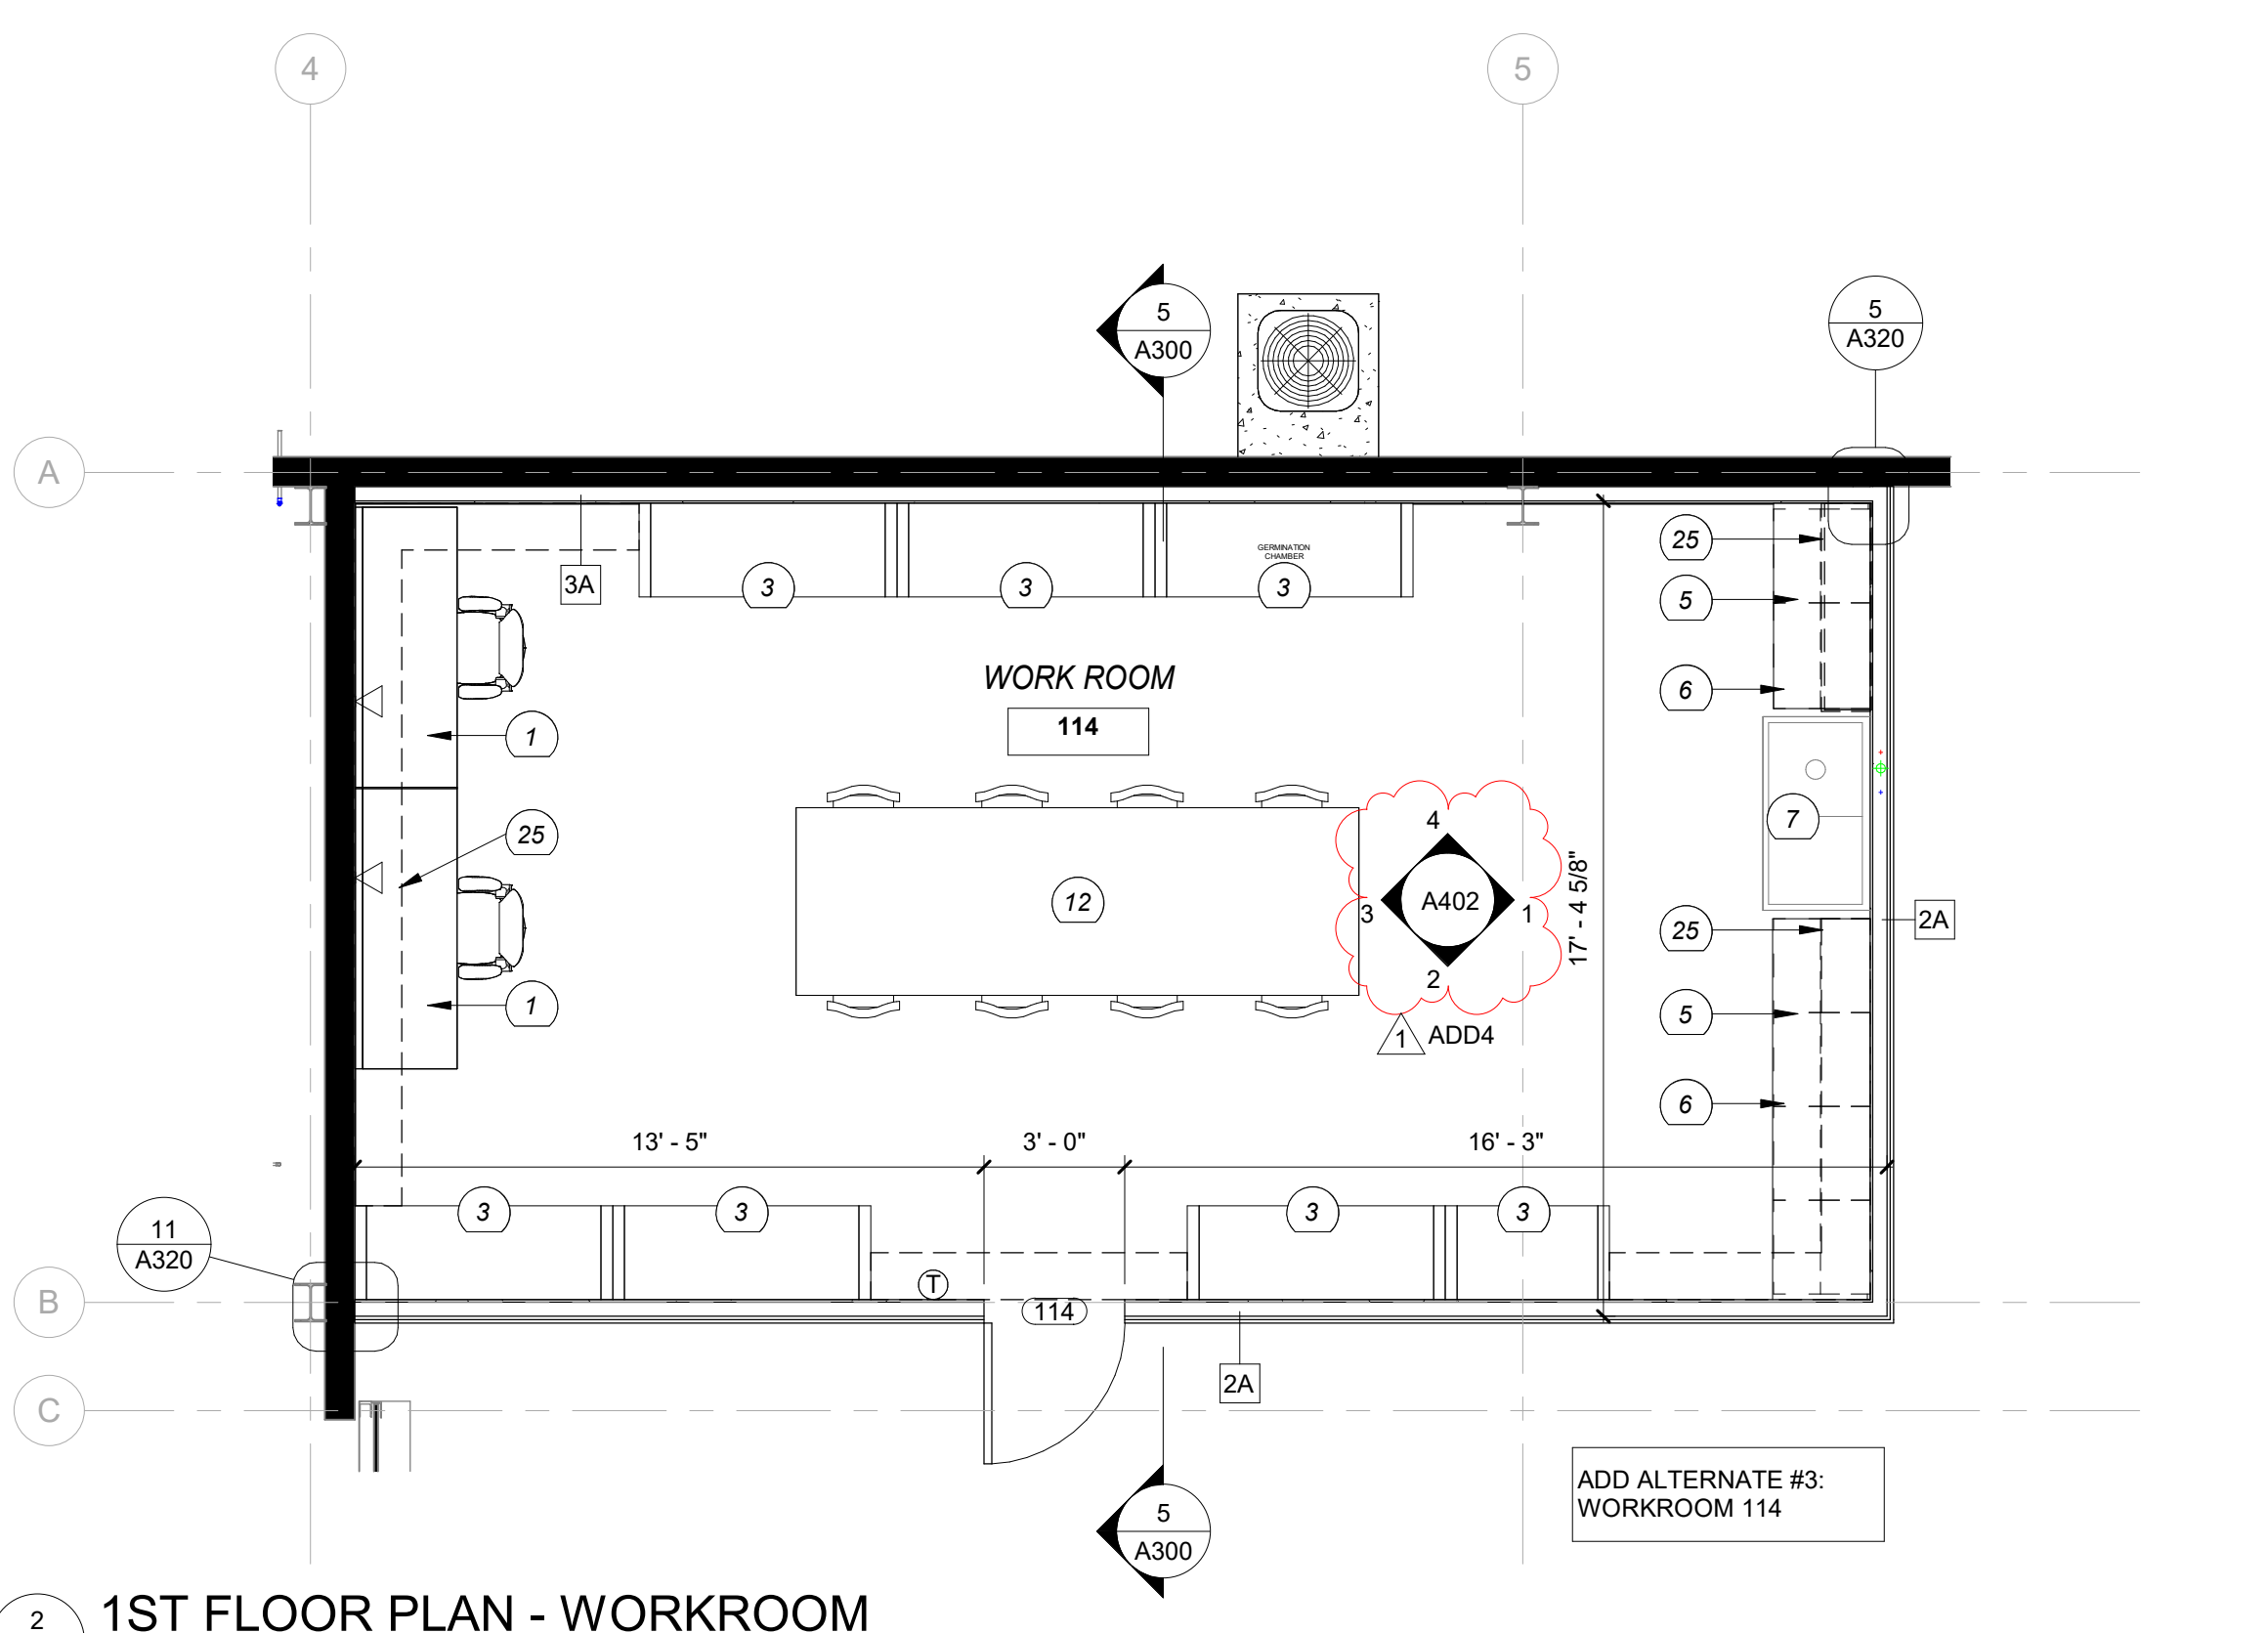 4
5
5
A300
5
A320
A
3A
3
3
GERMINATION
CHAMBER
3
25
5
6
WORK ROOM
114
1
25
1
12
4
3
A402
1
2
1
ADD4
17' - 4 5/8"
7
2A
25
5
6
13' - 5"
3' - 0"
16' - 3"
3
3
3
3
11
A320
T
114
B
2A
C
ADD ALTERNATE #3:
WORKROOM 114
5
A300
2
1ST FLOOR PLAN - WORKROOM